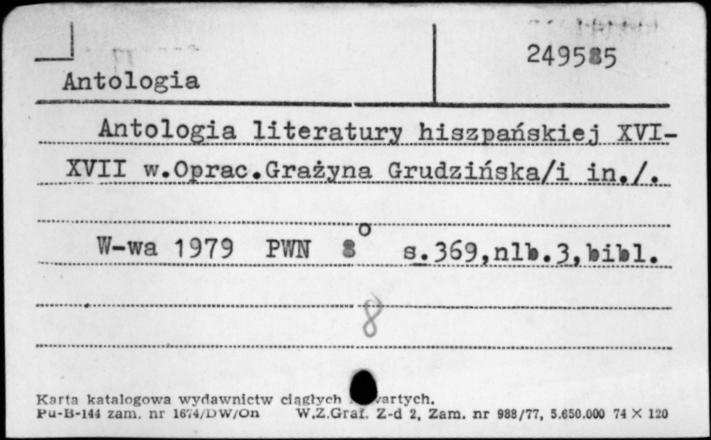 249585
Antologia
Antologia literatury hiszpańskiej XVI-
XVII w.Oprac.Grażyna Grudzińska/i in./.
W-wa 1979 PWN 8° s.369,nlb.3,bibl.
8
Karta katalogowa wydawnictw ciągłych
Pu-B-144 zam. nr 1674/DW/On W.Z.Graf. Z-d 2, Zam. nr 988/77, 5.650.000 74 × 120